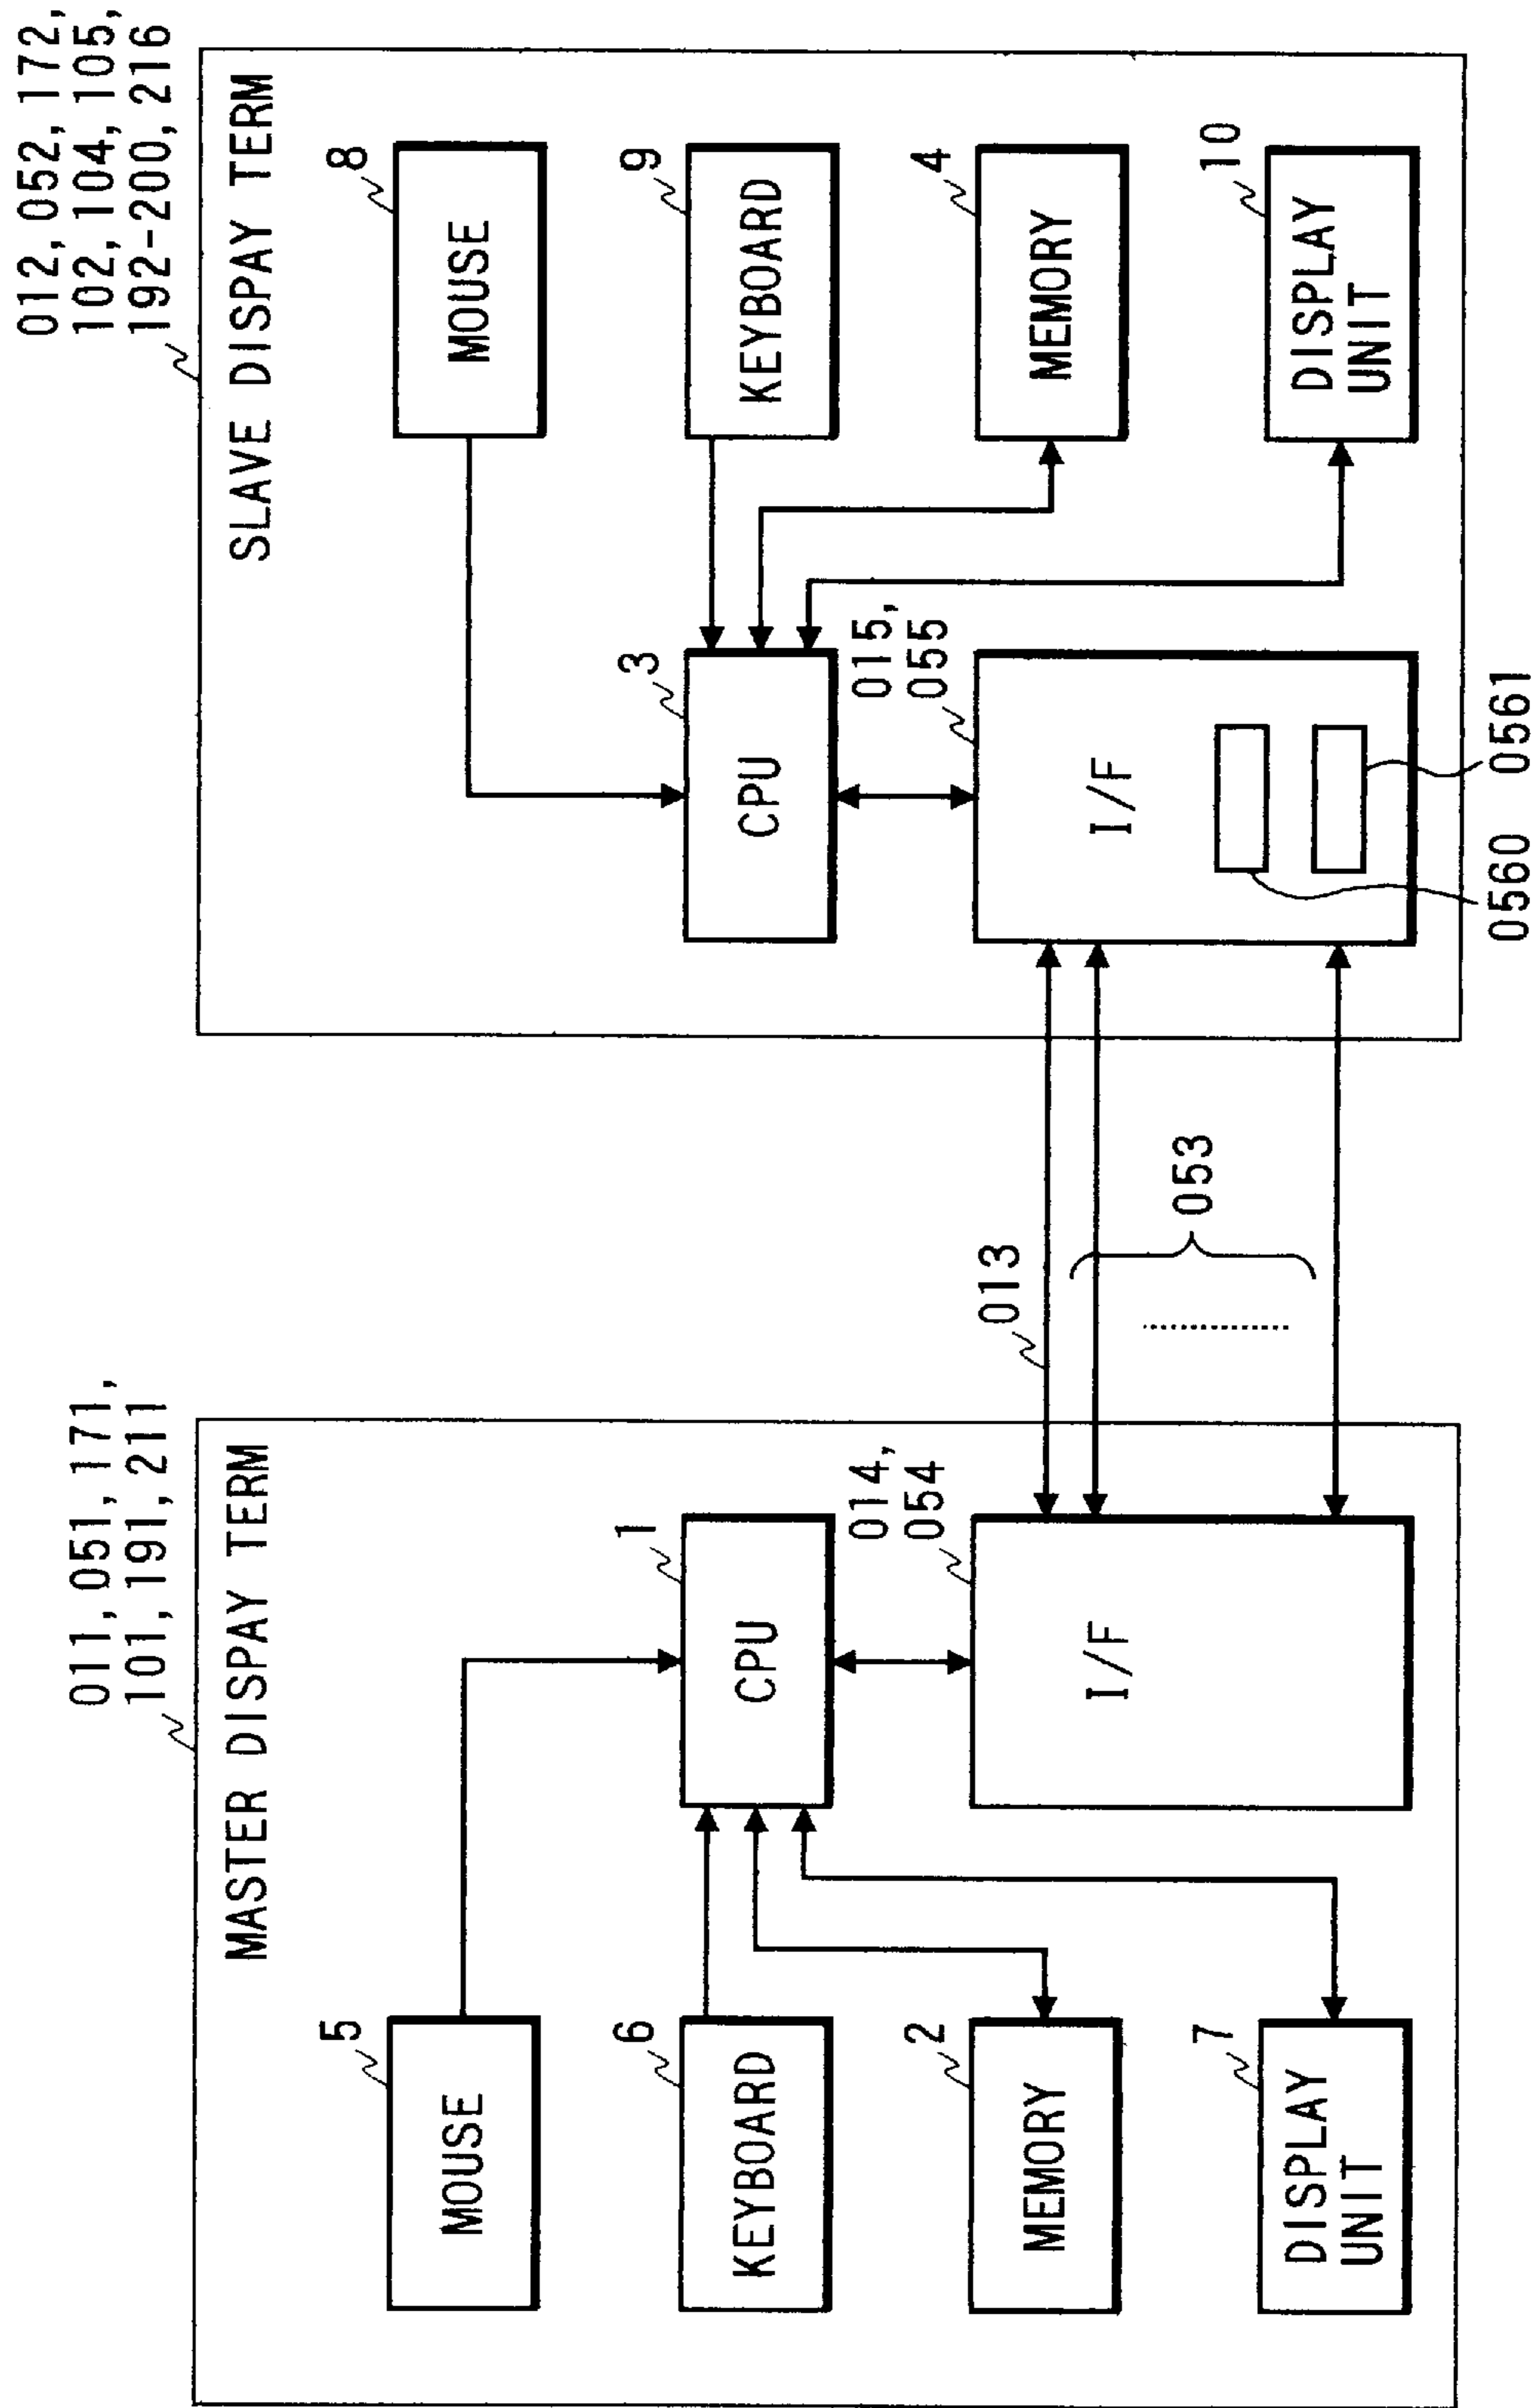 011, 051, 171,
101, 191, 211
MASTER DISPAY TERM
5
MOUSE
6
KEYBOARD
2
MEMORY
7
DISPLAY
UNIT
1
CPU
014,
054
I/F
013
053
012, 052, 172,
102, 104, 105,
192-200, 216
SLAVE DISPAY TERM
3
CPU
015,
055
I/F
0560
0561
8
MOUSE
9
KEYBOARD
4
MEMORY
10
DISPLAY
UNIT